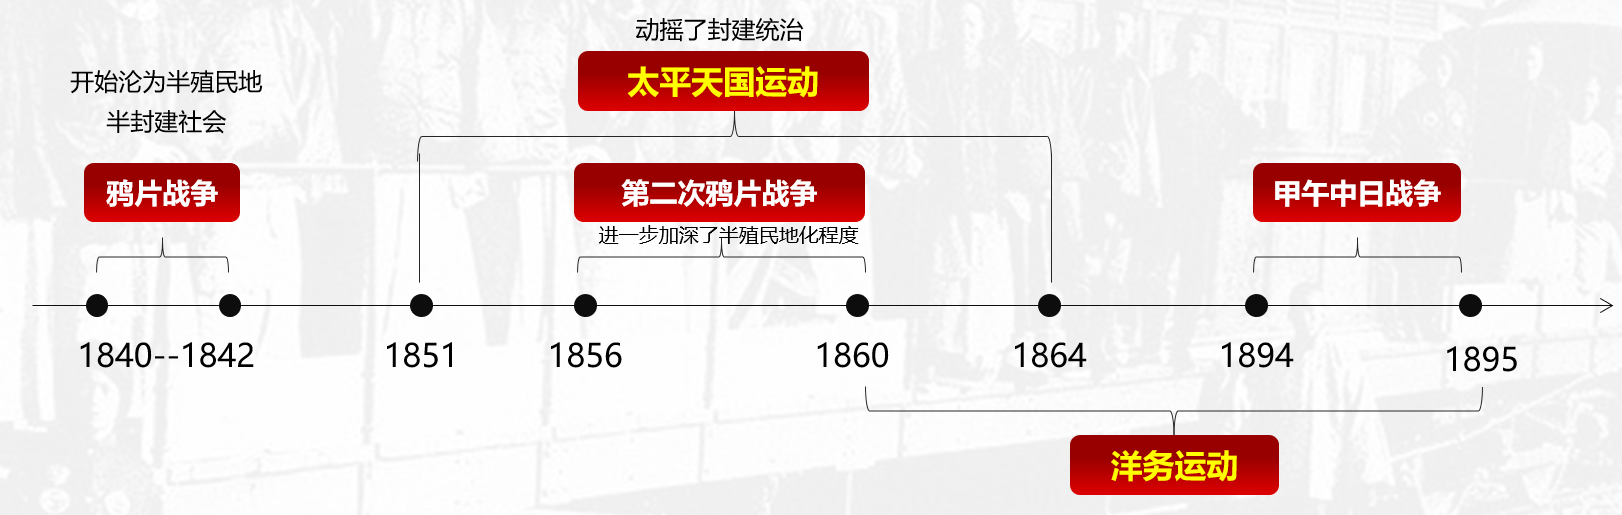 动摇了封建统治
太平天国运动
开始沦为半殖民地
半封建社会
鸦片战争
第二次鸦片战争
进一步加深了半殖民地化程度
甲午中日战争
1840--1842
1851
1856
1860
1864
1894
1895
洋务运动